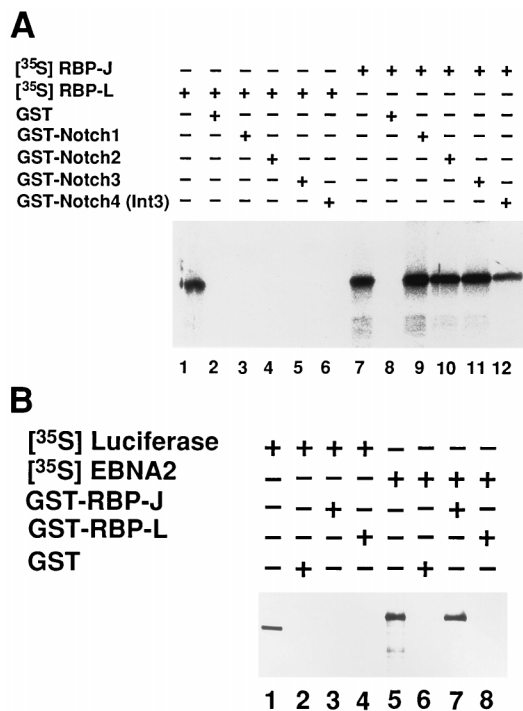 A
[35S] RBP-J – – – – – – + + + + + +
[35S] RBP-L + + + + + + – – – – – –
GST – + – – – – – + – – – –
GST-Notch1 – – + – – – – – + – – –
GST-Notch2 – – – + – – – – – + – –
GST-Notch3 – – – – + – – – – – + –
GST-Notch4 (Int3) – – – – – + – – – – – +
1 2 3 4 5 6 7 8 9 10 11 12
B
[35S] Luciferase + + + + – – – –
[35S] EBNA2 – – – – + + + +
GST-RBP-J – – + – – – + –
GST-RBP-L – – – + – – – +
GST – + – – – + – –
1 2 3 4 5 6 7 8